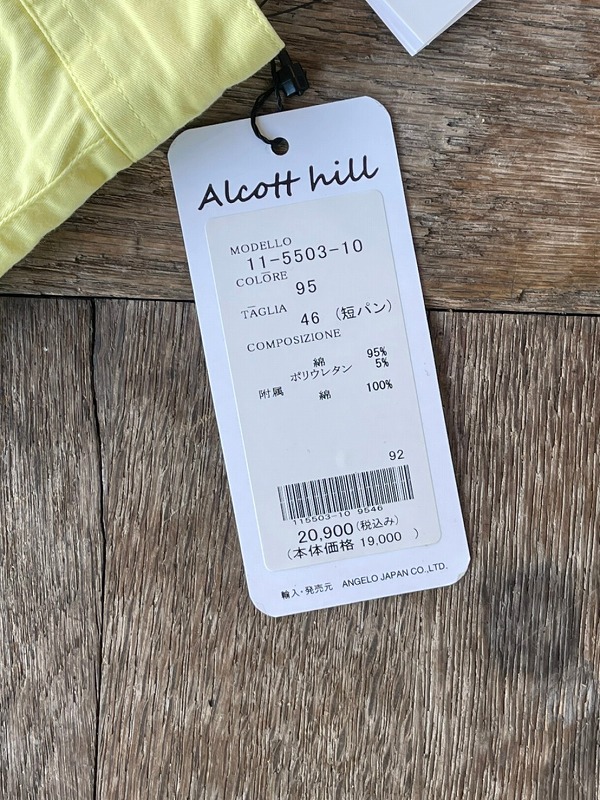 Alcott hill
MODELLO
11-5503-10
COLORE
95
TAGLIA
46 (短パン)
COMPOSIZIONE
綿 95%
ポリウレタン 5%
附属 綿 100%
92
115503-10 9546
20,900(税込み)
(本体価格 19,000 )
輸入・発売元 ANGELO JAPAN CO.,LTD.